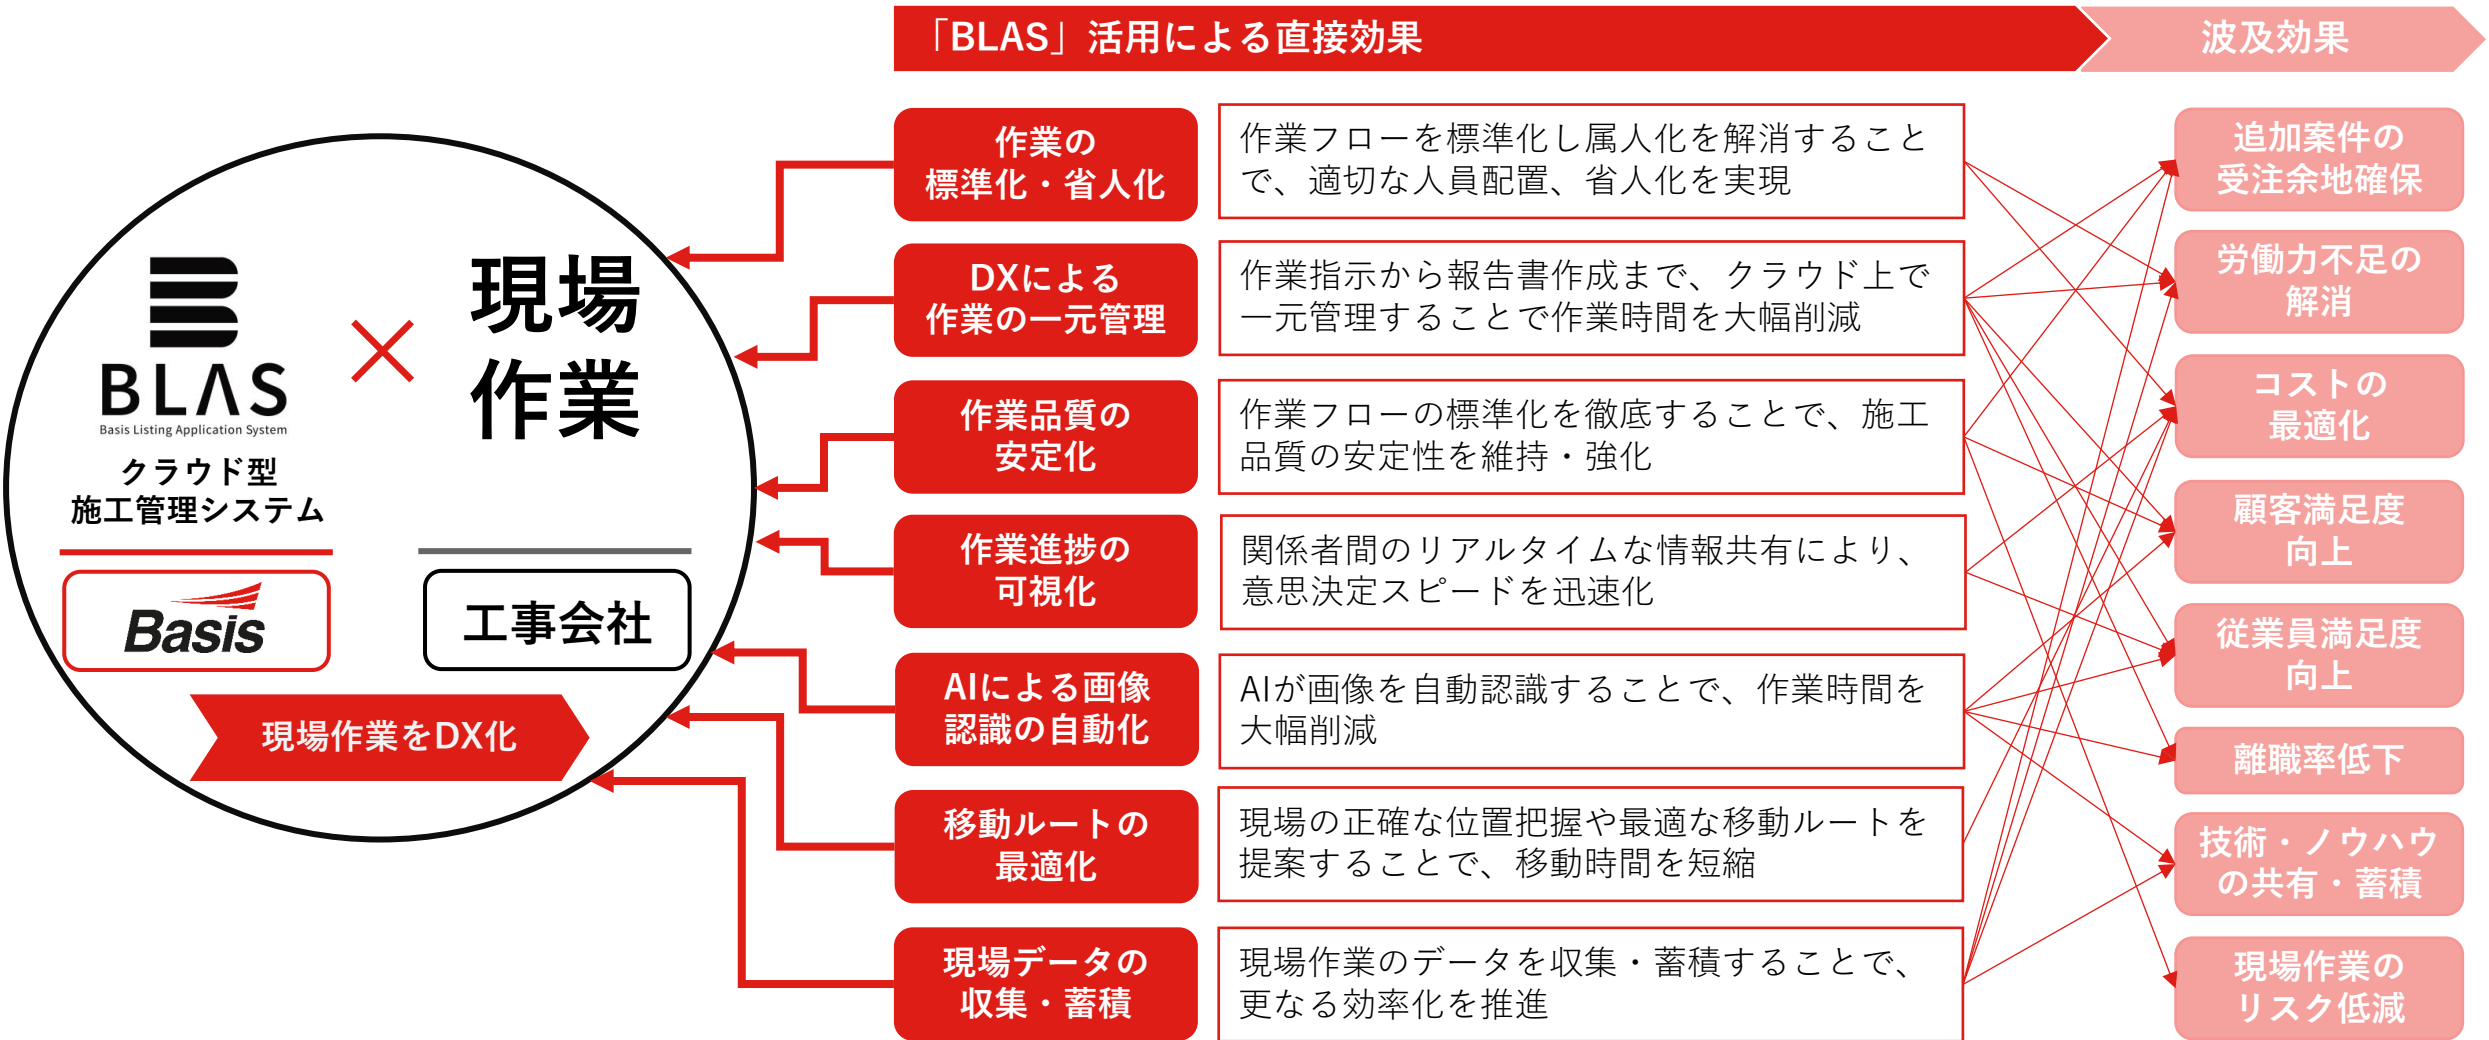 「BLAS」活用による直接効果
波及効果
BLAS
Basis Listing Application System
クラウド型
施工管理システム
×
現場
作業
Basis
工事会社
現場作業をDX化
作業の
標準化・省人化
作業フローを標準化し属人化を解消すること
で、適切な人員配置、省人化を実現
DXによる
作業の一元管理
作業指示から報告書作成まで、クラウド上で
一元管理することで作業時間を大幅削減
作業品質の
安定化
作業フローの標準化を徹底することで、施工
品質の安定性を維持・強化
作業進捗の
可視化
関係者間のリアルタイムな情報共有により、
意思決定スピードを迅速化
AIによる画像
認識の自動化
AIが画像を自動認識することで、作業時間を
大幅削減
移動ルートの
最適化
現場の正確な位置把握や最適な移動ルートを
提案することで、移動時間を短縮
現場データの
収集・蓄積
現場作業のデータを収集・蓄積することで、
更なる効率化を推進
追加案件の
受注余地確保
労働力不足の
解消
コストの
最適化
顧客満足度
向上
従業員満足度
向上
離職率低下
技術・ノウハウ
の共有・蓄積
現場作業の
リスク低減